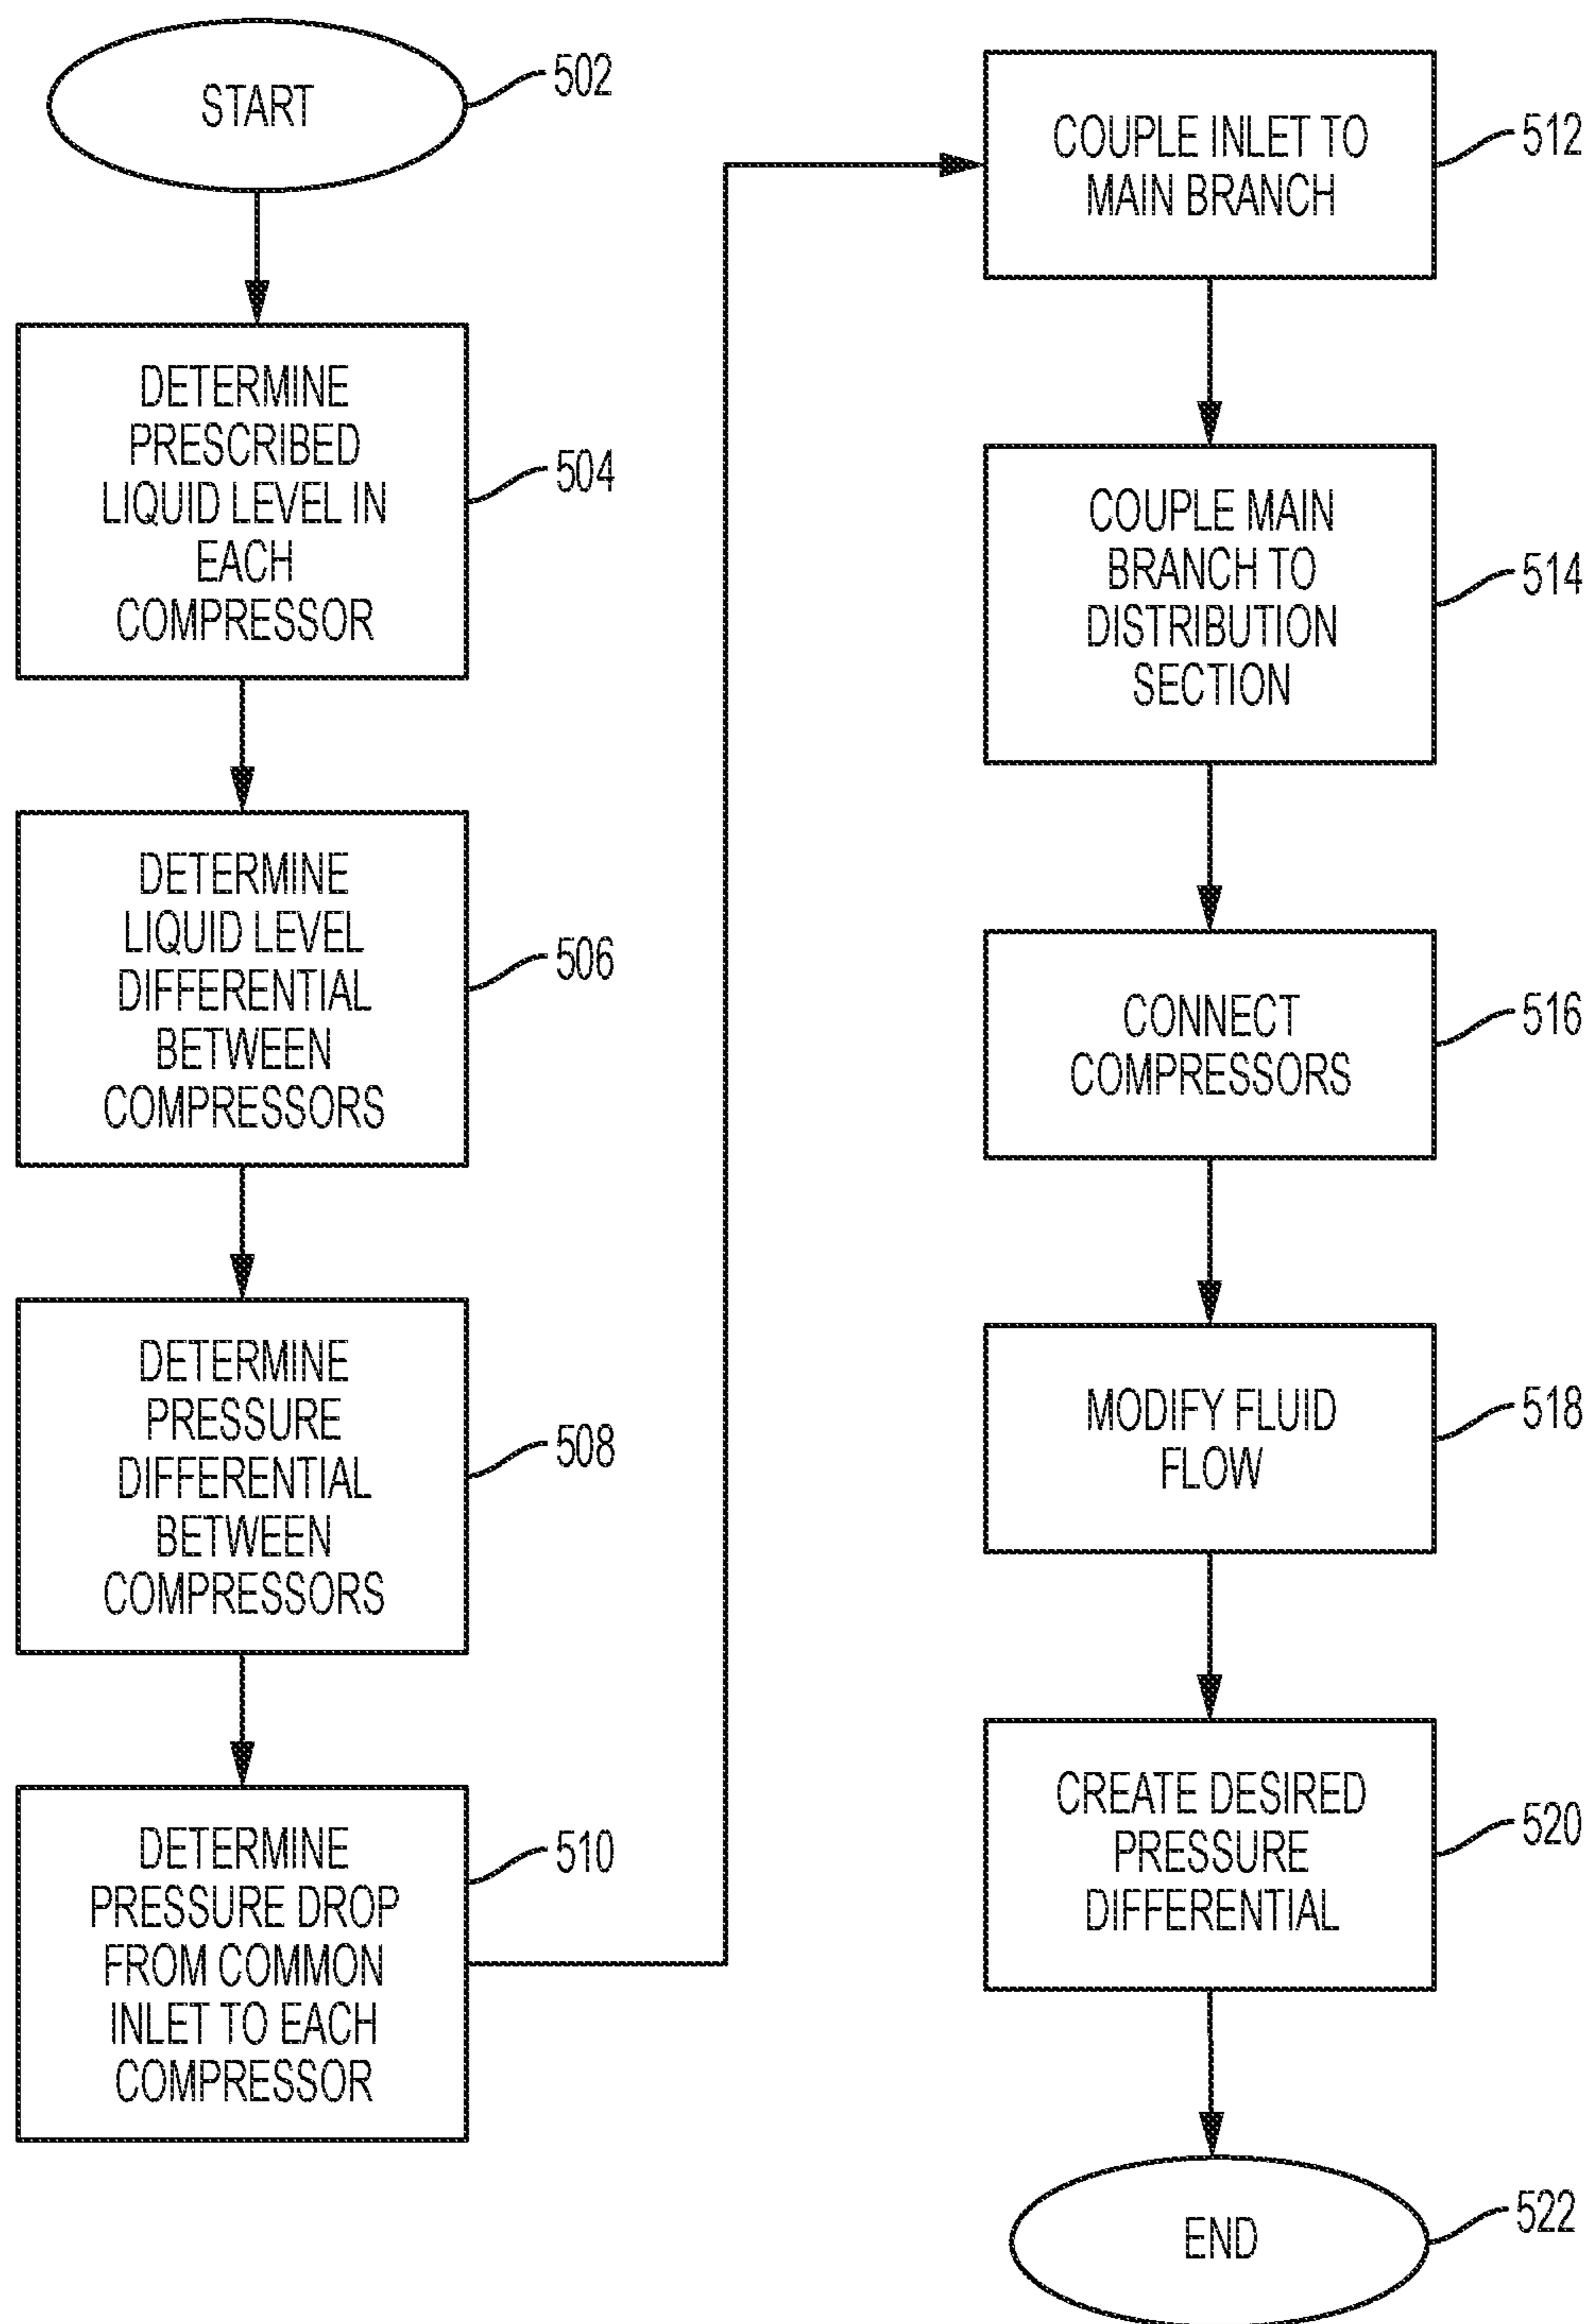 START
502
DETERMINE
PRESCRIBED
LIQUID LEVEL IN
EACH
COMPRESSOR
504
DETERMINE
LIQUID LEVEL
DIFFERENTIAL
BETWEEN
COMPRESSORS
506
DETERMINE
PRESSURE
DIFFERENTIAL
BETWEEN
COMPRESSORS
508
DETERMINE
PRESSURE DROP
FROM COMMON
INLET TO EACH
COMPRESSOR
510
COUPLE INLET TO
MAIN BRANCH
512
COUPLE MAIN
BRANCH TO
DISTRIBUTION
SECTION
514
CONNECT
COMPRESSORS
516
MODIFY FLUID
FLOW
518
CREATE DESIRED
PRESSURE
DIFFERENTIAL
520
END
522